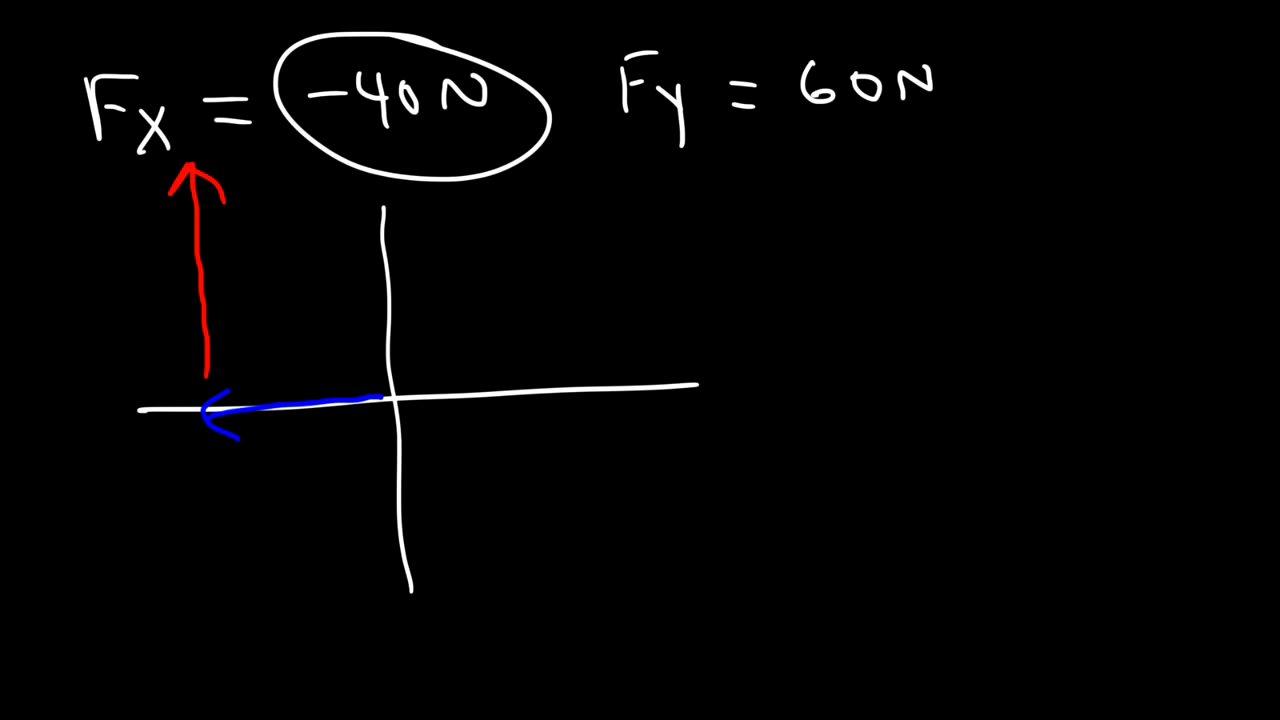 Fx = -40N Fy = 60N